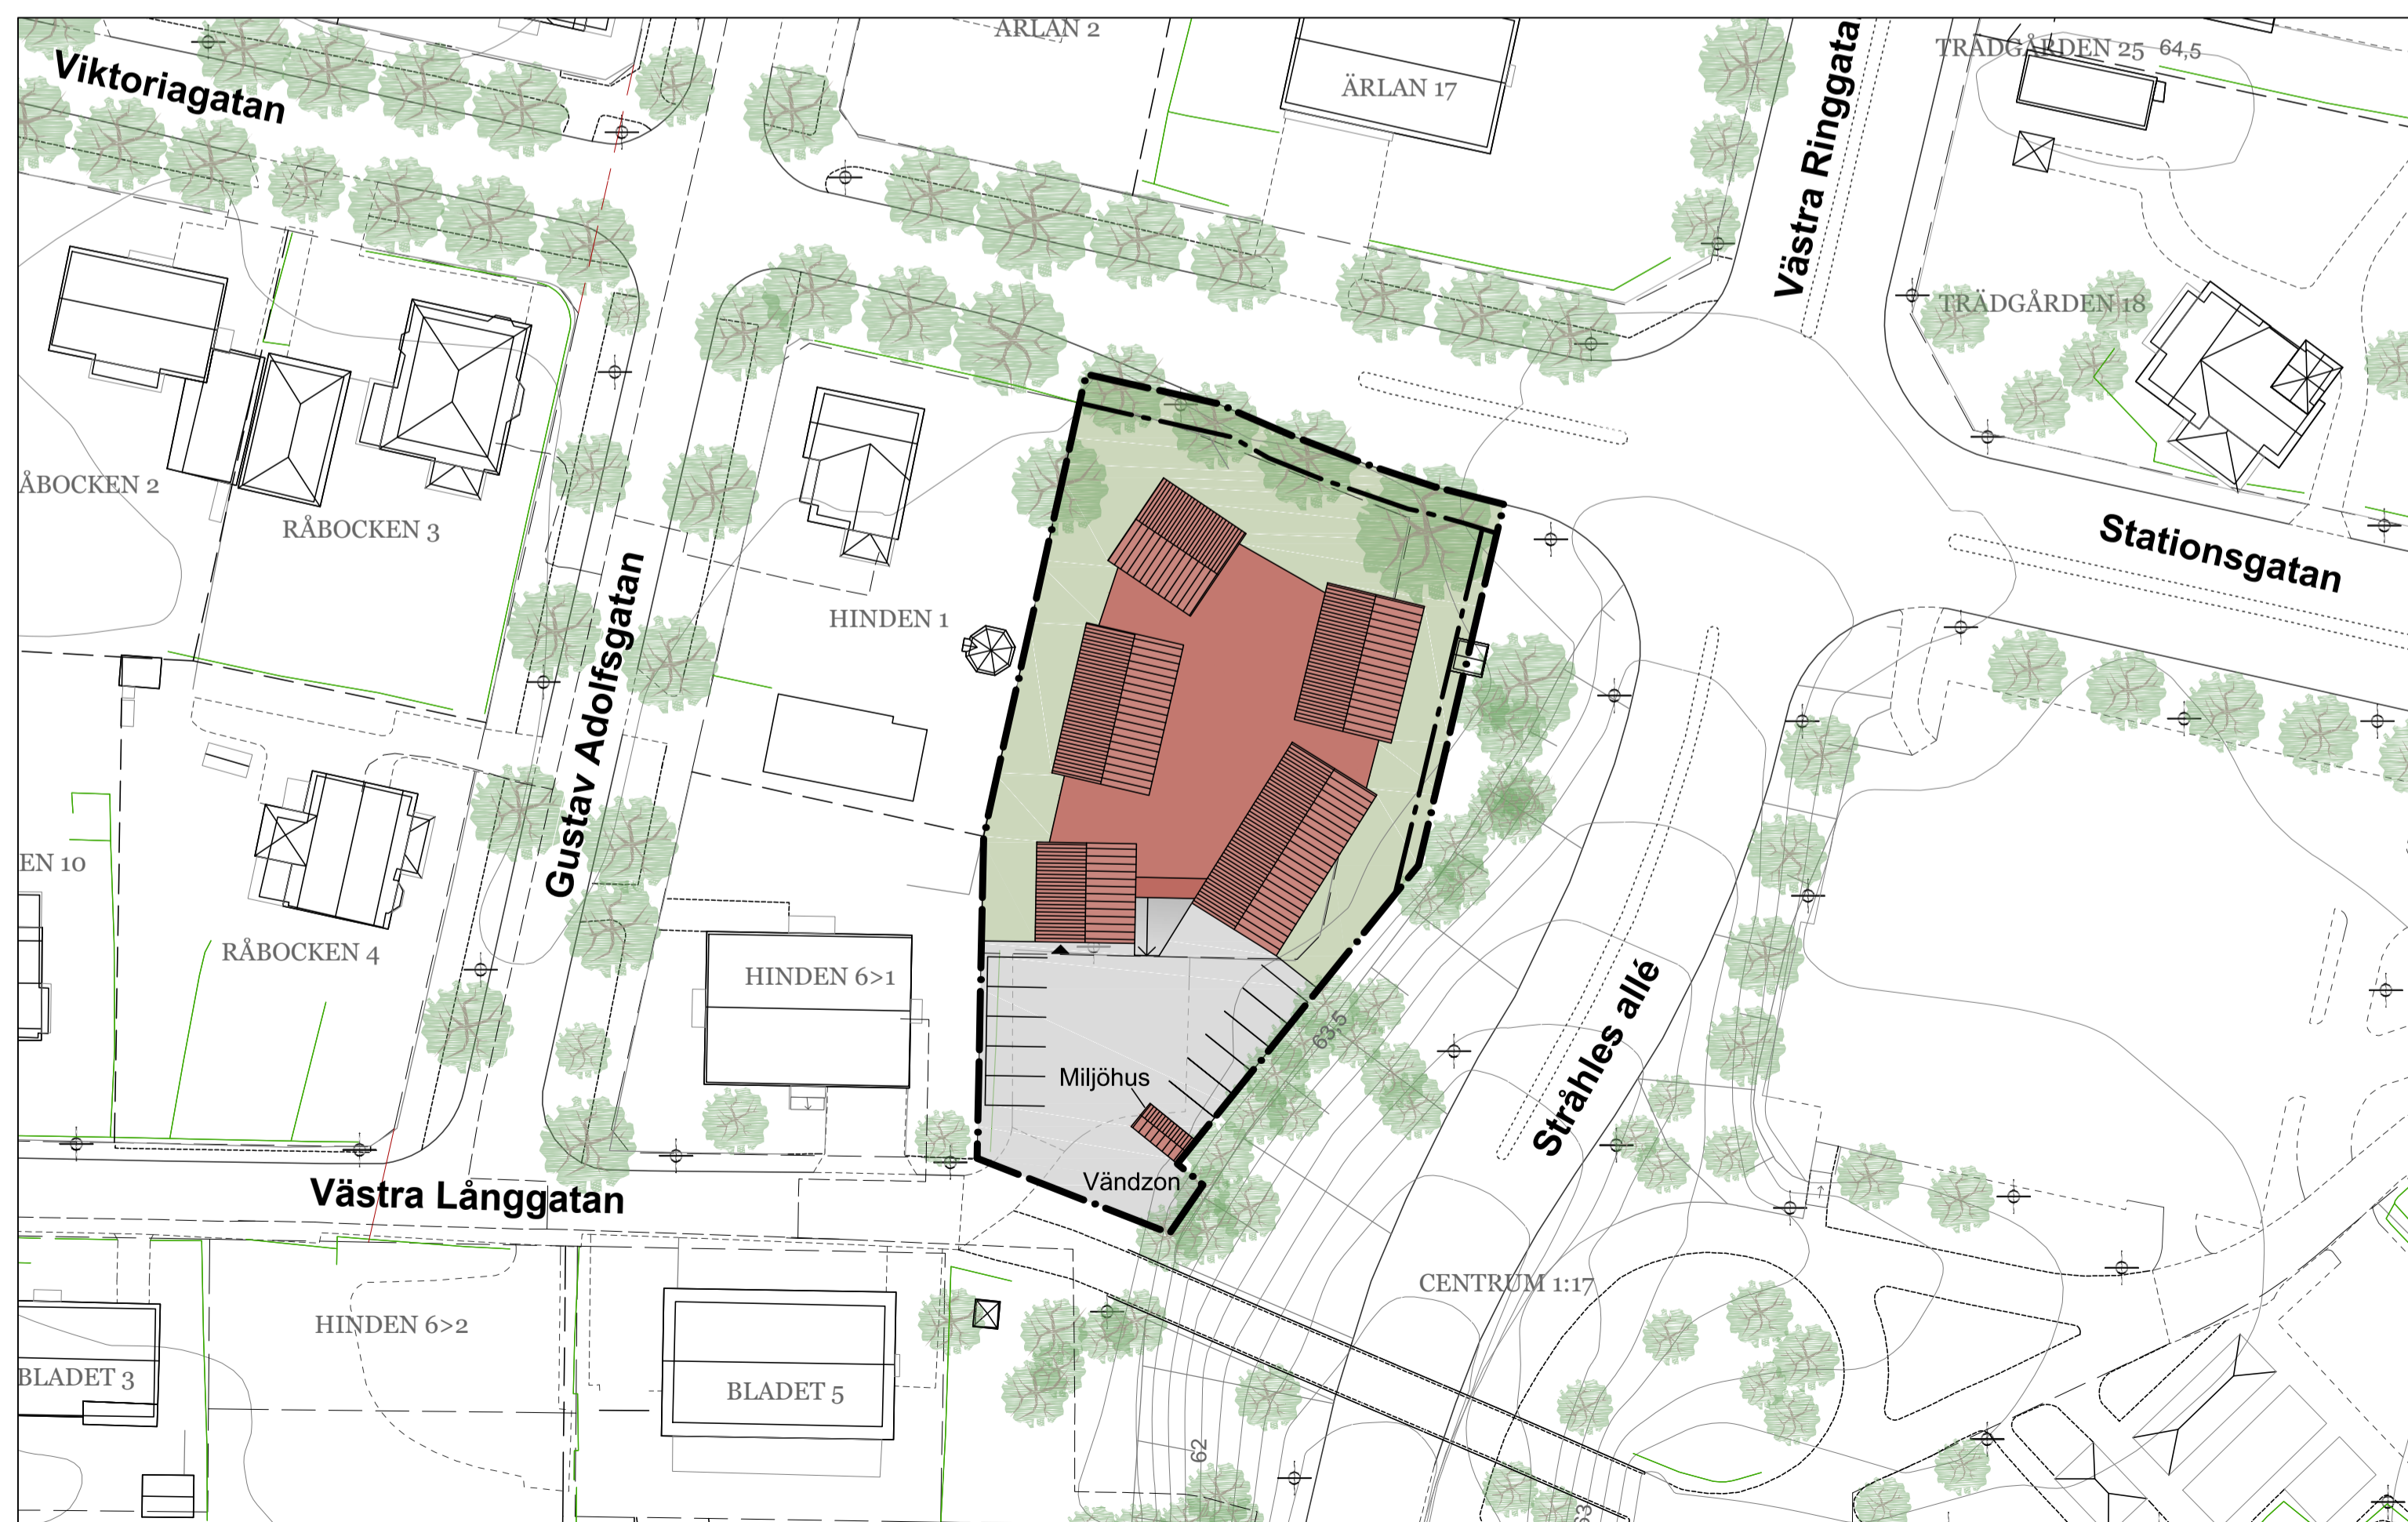 ÄRLAN 2
TRÄDGÅRDEN 25
64,5
Viktoriagatan
ÄRLAN 17
Västra Ringgata
TRÄDGÅRDEN 18
ÅBOCKEN 2
RÅBOCKEN 3
Stationsgatan
HINDEN 1
Gustav Adolfsgatan
EN 10
RÅBOCKEN 4
HINDEN 6>1
63,5
Stråhles allé
Miljöhus
Vändzon
Västra Långgatan
CENTRUM 1:17
HINDEN 6>2
BLADET 3
BLADET 5
62
63